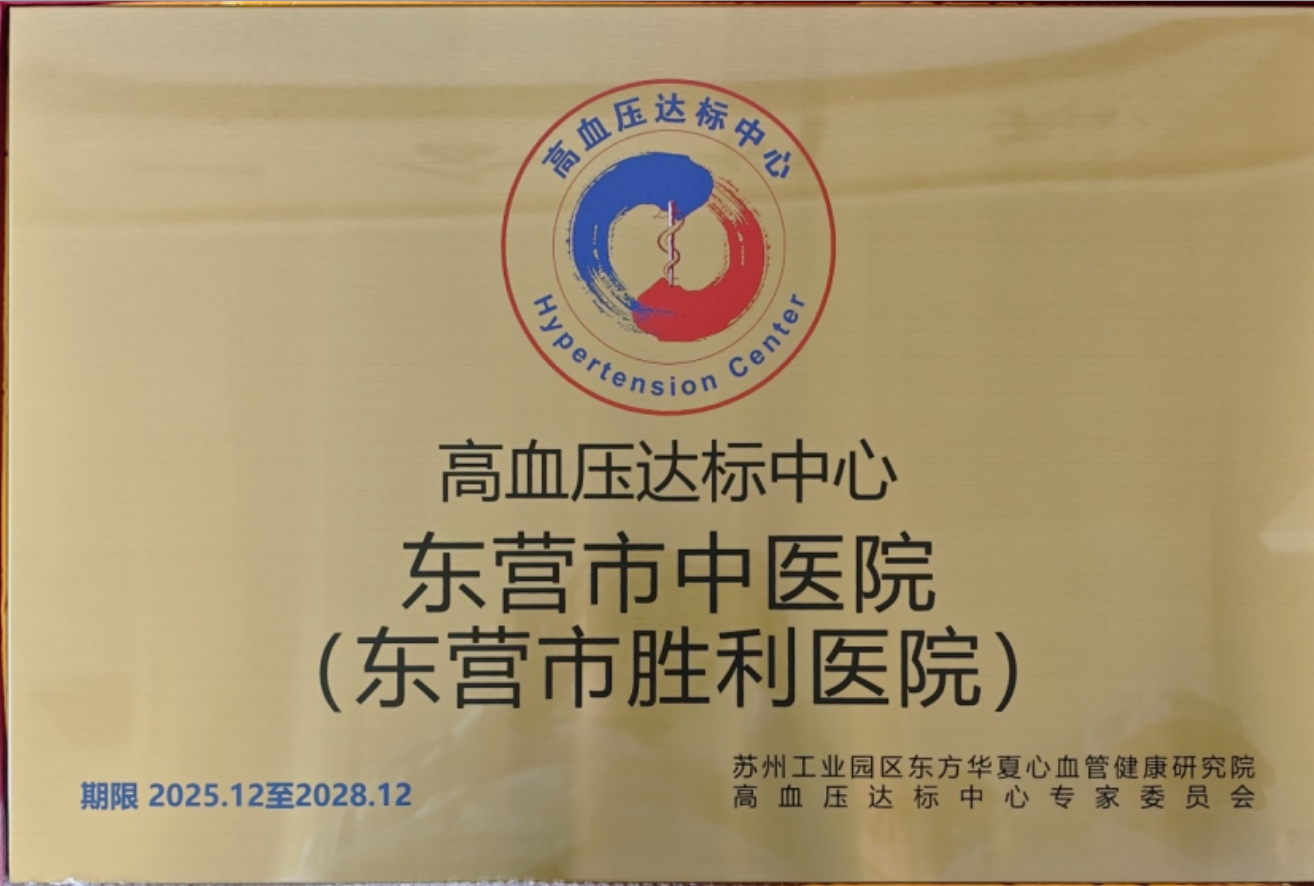 高血压达标中心
Hypertension Center
高血压达标中心
东营市中医院
（东营市胜利医院）
期限 2025.12至2028.12
苏州工业园区东方华夏心血管健康研究院
高血压达标中心专家委员会